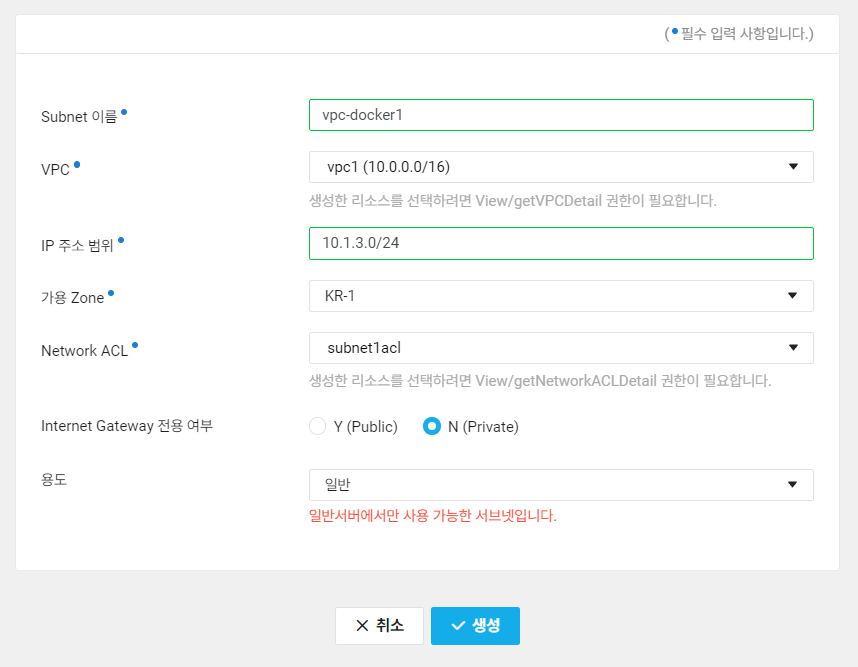 (•필수 입력 사항입니다.)
Subnet 이름•
vpc-docker1
VPC•
vpc1 (10.0.0.0/16)
생성한 리소스를 선택하려면 View/getVPCDetail 권한이 필요합니다.
IP 주소 범위•
10.1.3.0/24
가용 Zone•
KR-1
Network ACL•
subnet1acl
생성한 리소스를 선택하려면 View/getNetworkACLDetail 권한이 필요합니다.
Internet Gateway 전용 여부
Y (Public)
N (Private)
용도
일반
일반서버에서만 사용 가능한 서브넷입니다.
취소
생성